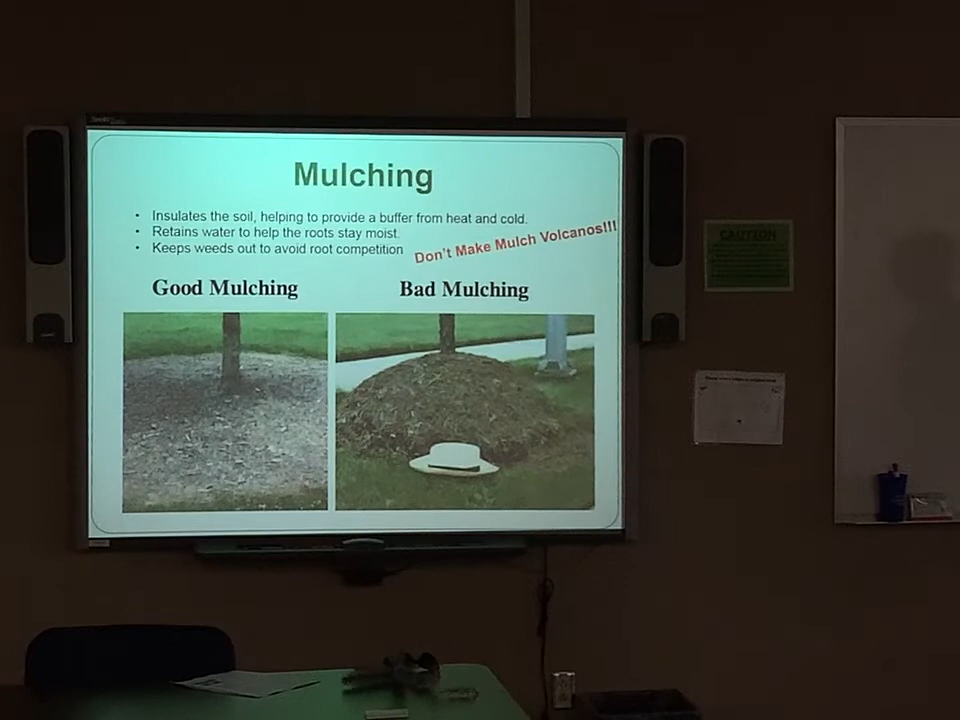 Mulching
• Insulates the soil, helping to provide a buffer from heat and cold.
• Retains water to help the roots stay moist.
• Keeps weeds out to avoid root competition
Don't Make Mulch Volcanos!!!
Good Mulching
Bad Mulching
CAUTION